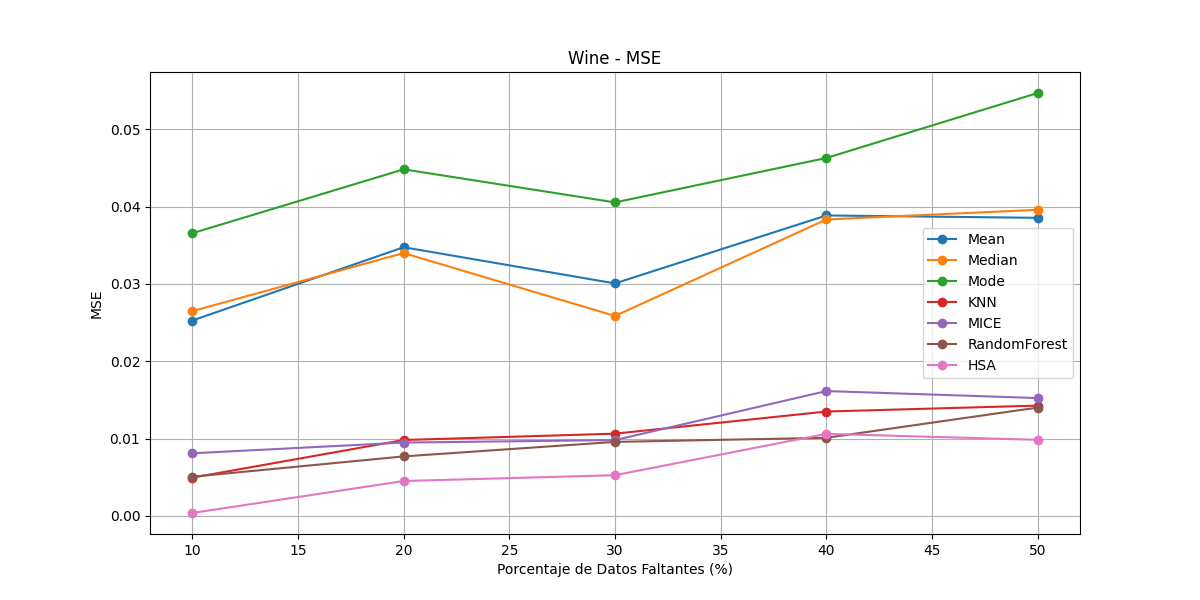 Wine - MSE
MSE
0.05
0.04
0.03
0.02
0.01
0.00
Mean
Median
Mode
KNN
MICE
RandomForest
HSA
10 15 20 25 30 35 40 45 50
Porcentaje de Datos Faltantes (%)